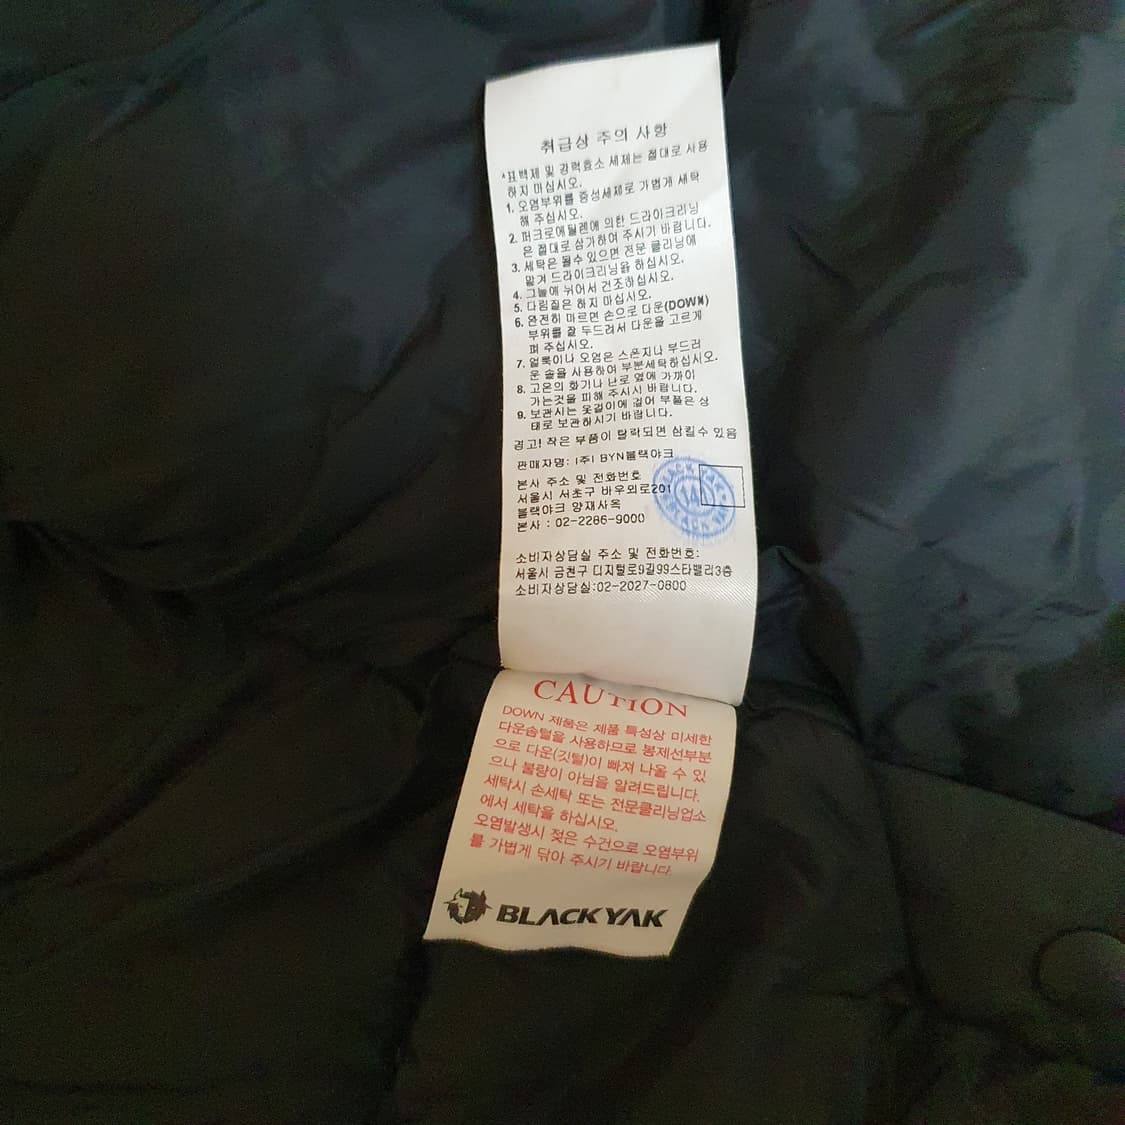 취급상 주의 사항
*표백제 및 강력효소 세제는 절대로 사용
하지 마십시오.
1. 오염부위를 중성세제로 가볍게 세탁
해 주십시오.
2. 퍼크로에틸렌에 의한 드라이크리닝
은 절대로 삼가하여 주시기 바랍니다.
3. 세탁은 될수 있으면 전문 클리닝에
맡겨 드라이크리닝을 하십시오.
4. 그늘에 뉘어서 건조하십시오.
5. 다림질은 하지 마십시오.
6. 완전히 마르면 손으로 다운(DOWN)
부위를 잘 두드려서 다운을 고르게
펴 주십시오.
7. 얼룩이나 오염은 스폰지나 부드러
운 솔을 사용하여 부분세탁하십시오.
8. 고온의 화기나 난로 옆에 가까이
가는것을 피해 주시시 바랍니다.
9. 보관시는 옷걸이에 걸어 부풀은 상
태로 보관하시기 바랍니다.
경고! 작은 부품이 탈락되면 삼킬수 있음
판매자명: (주) BYN블랙야크
본사 주소 및 전화번호
서울시 서초구 바우뫼로201
블랙야크 양재사옥
본사 : 02-2286-9000
BLACK YAK
14
BLACK YAK
소비자상담실 주소 및 전화번호:
서울시 금천구 디지털로9길99스타밸리3층
소비자상담실:02-2027-0800
CAUTION
DOWN 제품은 제품 특성상 미세한
다운솜털을 사용하므로 봉제선부분
으로 다운(깃털)이 빠져 나올 수 있
으나 불량이 아님을 알려드립니다.
세탁시 손세탁 또는 전문클리닝업소
에서 세탁을 하십시오.
오염발생시 젖은 수건으로 오염부위
를 가볍게 닦아 주시기 바랍니다.
BLACKYAK